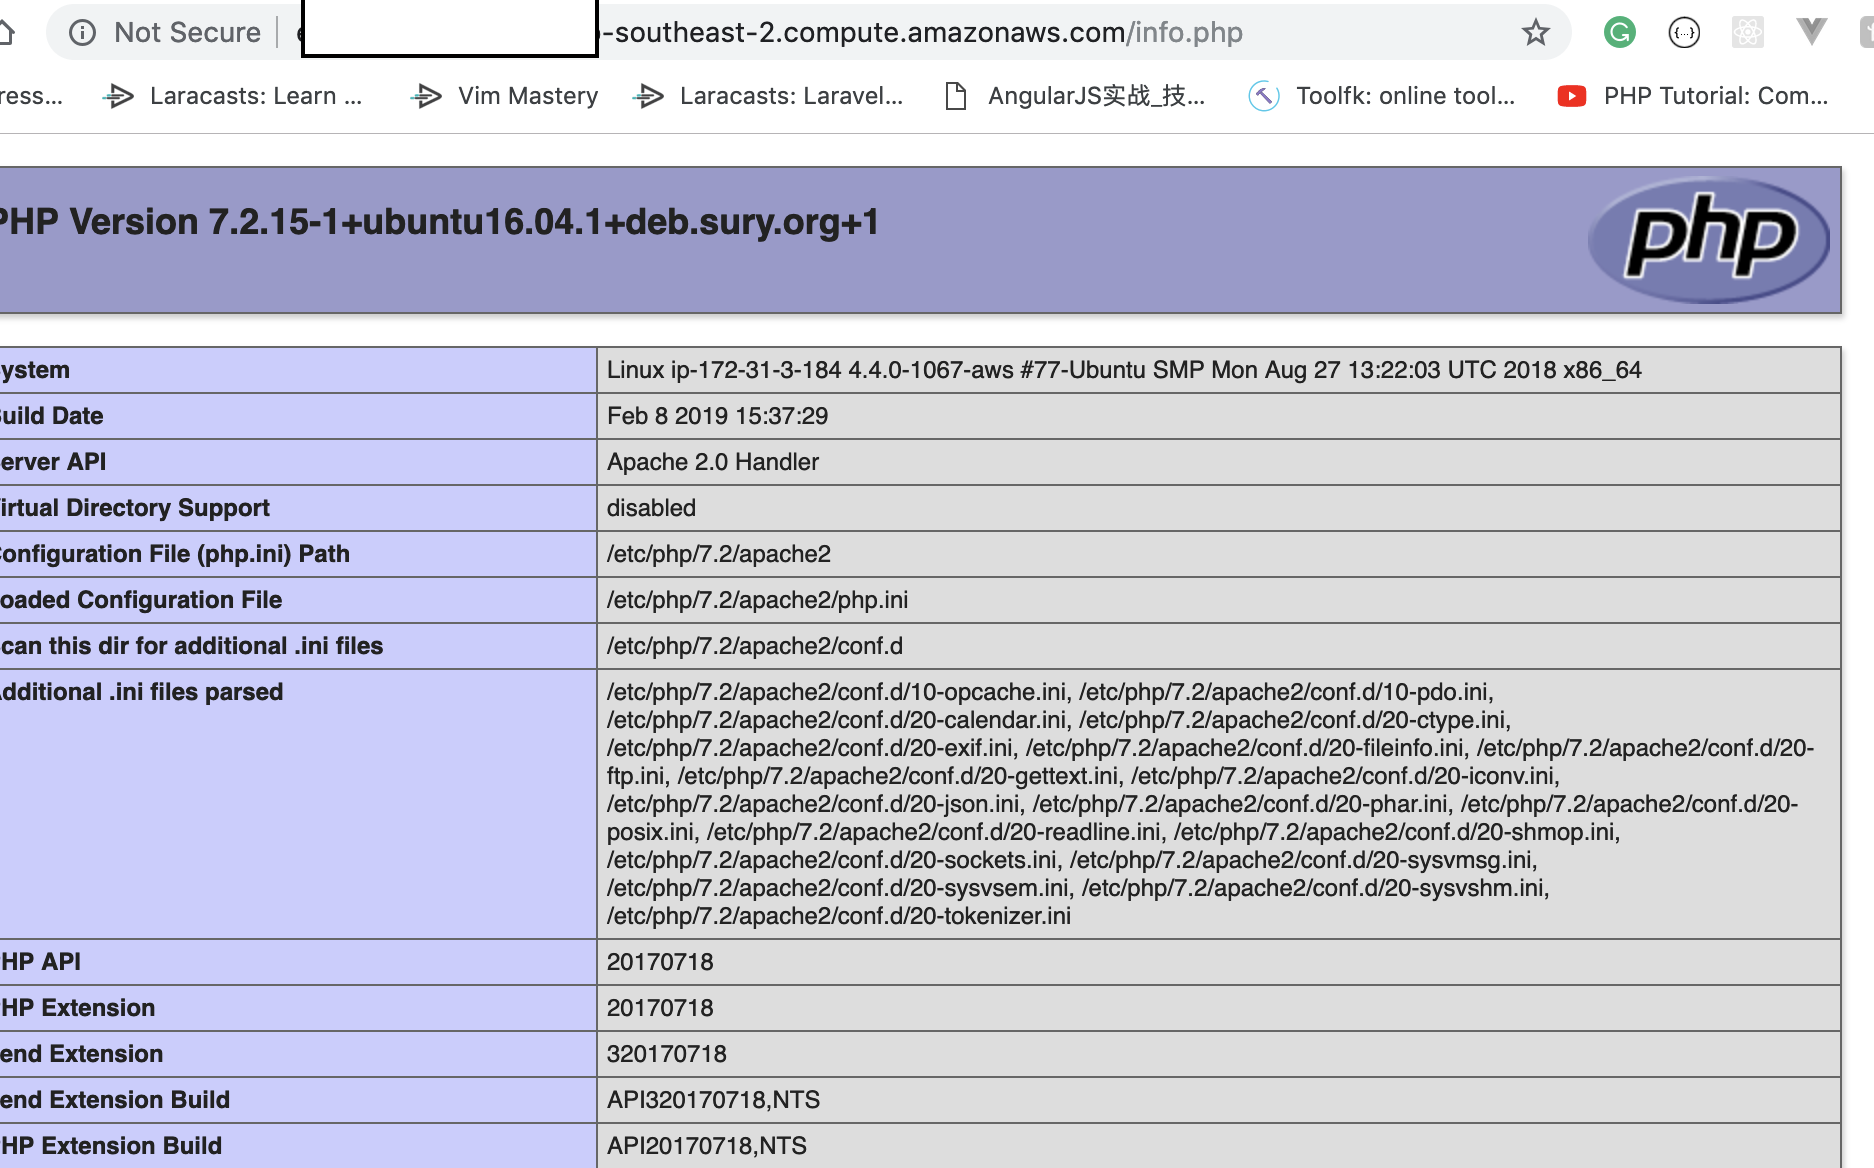 Not Secure
-southeast-2.compute.amazonaws.com/info.php
ress...
Laracasts: Learn ...
Vim Mastery
Laracasts: Laravel...
AngularJS实战_技...
Toolfk: online tool...
PHP Tutorial: Com...
PHP Version 7.2.15-1+ubuntu16.04.1+deb.sury.org+1
php
ystem
Linux ip-172-31-3-184 4.4.0-1067-aws #77-Ubuntu SMP Mon Aug 27 13:22:03 UTC 2018 x86_64
uild Date
Feb 8 2019 15:37:29
erver API
Apache 2.0 Handler
irtual Directory Support
disabled
onfiguration File (php.ini) Path
/etc/php/7.2/apache2
oaded Configuration File
/etc/php/7.2/apache2/php.ini
can this dir for additional .ini files
/etc/php/7.2/apache2/conf.d
dditional .ini files parsed
/etc/php/7.2/apache2/conf.d/10-opcache.ini, /etc/php/7.2/apache2/conf.d/10-pdo.ini,
/etc/php/7.2/apache2/conf.d/20-calendar.ini, /etc/php/7.2/apache2/conf.d/20-ctype.ini,
/etc/php/7.2/apache2/conf.d/20-exif.ini, /etc/php/7.2/apache2/conf.d/20-fileinfo.ini, /etc/php/7.2/apache2/conf.d/20-
ftp.ini, /etc/php/7.2/apache2/conf.d/20-gettext.ini, /etc/php/7.2/apache2/conf.d/20-iconv.ini,
/etc/php/7.2/apache2/conf.d/20-json.ini, /etc/php/7.2/apache2/conf.d/20-phar.ini, /etc/php/7.2/apache2/conf.d/20-
posix.ini, /etc/php/7.2/apache2/conf.d/20-readline.ini, /etc/php/7.2/apache2/conf.d/20-shmop.ini,
/etc/php/7.2/apache2/conf.d/20-sockets.ini, /etc/php/7.2/apache2/conf.d/20-sysvmsg.ini,
/etc/php/7.2/apache2/conf.d/20-sysvsem.ini, /etc/php/7.2/apache2/conf.d/20-sysvshm.ini,
/etc/php/7.2/apache2/conf.d/20-tokenizer.ini
HP API
20170718
HP Extension
20170718
end Extension
320170718
end Extension Build
API320170718,NTS
HP Extension Build
API20170718,NTS